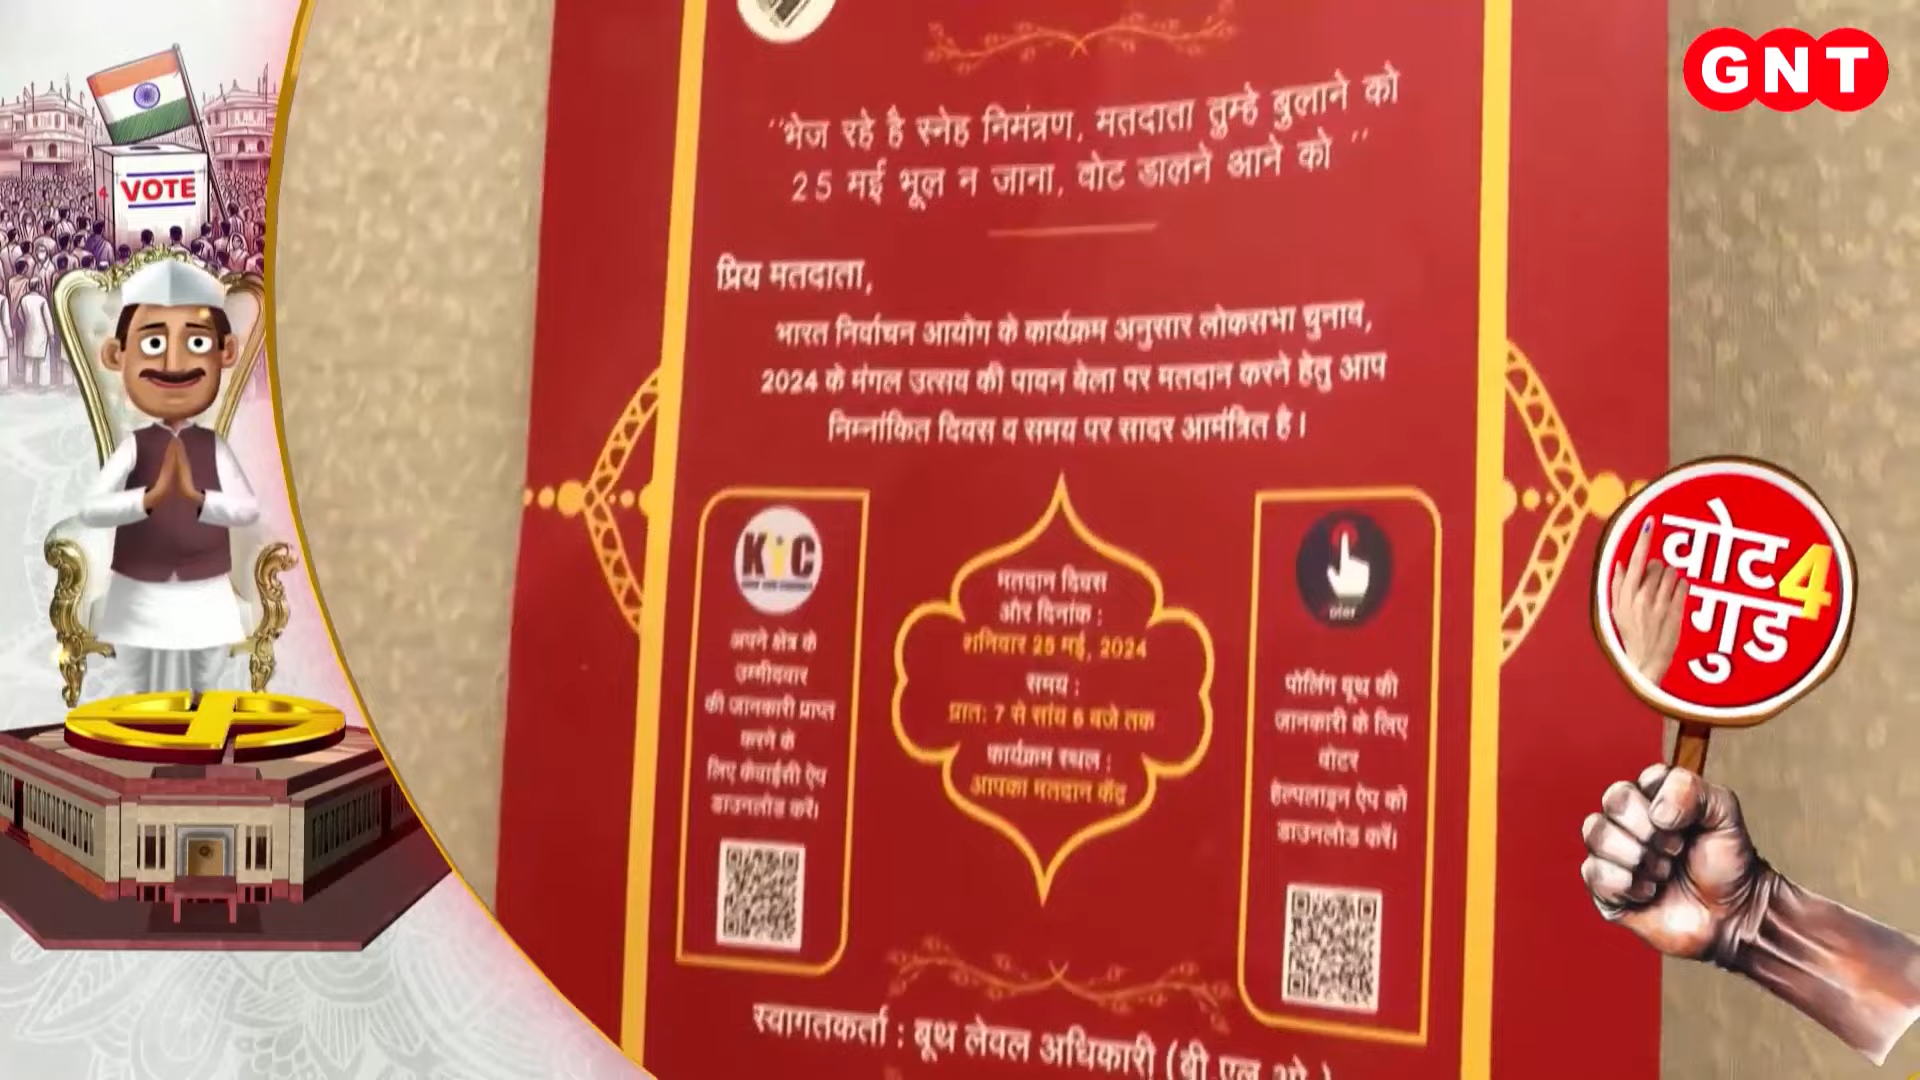 GNT
VOTE
"भेज रहे है स्नेह निमंत्रण, मतदाता तुम्हे बुलाने को
25 मई भूल न जाना, वोट डालने आने को "
प्रिय मतदाता,
भारत निर्वाचन आयोग के कार्यक्रम अनुसार लोकसभा चुनाव,
2024 के मंगल उत्सव की पावन बेला पर मतदान करने हेतु आप
निम्नांकित दिवस व समय पर सादर आमंत्रित है।
KYC
अपने क्षेत्र के
उम्मीदवार
की जानकारी प्राप्त
करने के
लिए केवाईसी ऐप
डाउनलोड करें।
मतदान दिवस
और दिनांक :
शनिवार 25 मई, 2024
समय :
प्रात: 7 से सांय 6 बजे तक
कार्यक्रम स्थल :
आपका मतदान केंद्र
पोलिंग बूथ की
जानकारी के लिए
वोटर
हेल्पलाइन ऐप को
डाउनलोड करें।
स्वागतकर्ता : बूथ लेवल अधिकारी (बी.एल.ओ.)
वोट4
गुड